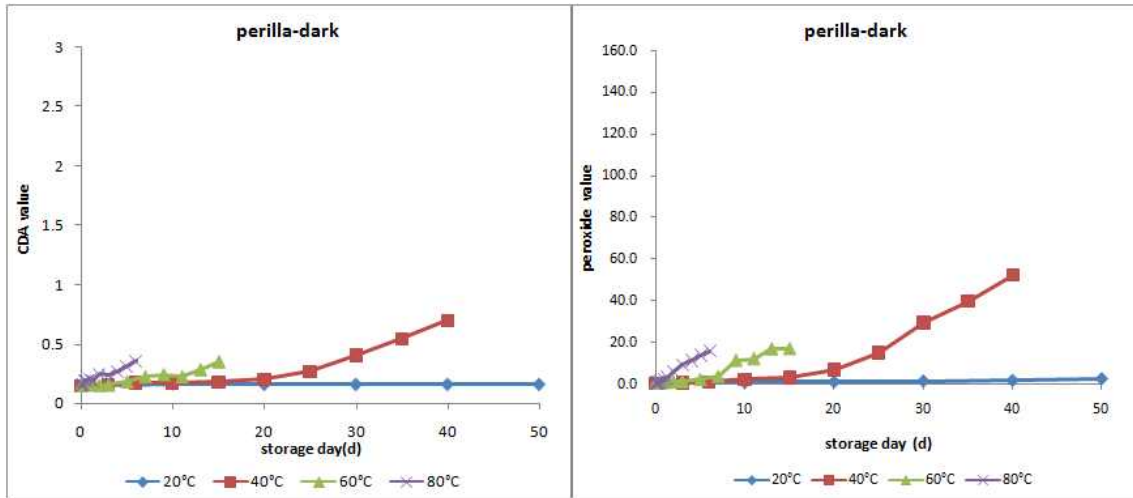 perilla-dark
3
2.5
2
1.5
1
0.5
0
CDA value
0 10 20 30 40 50
storage day(d)
20°C 40°C 60°C 80°C
perilla-dark
160.0
140.0
120.0
100.0
80.0
60.0
40.0
20.0
0.0
peroxide value
0 10 20 30 40 50
storage day (d)
20°C 40°C 60°C 80°C